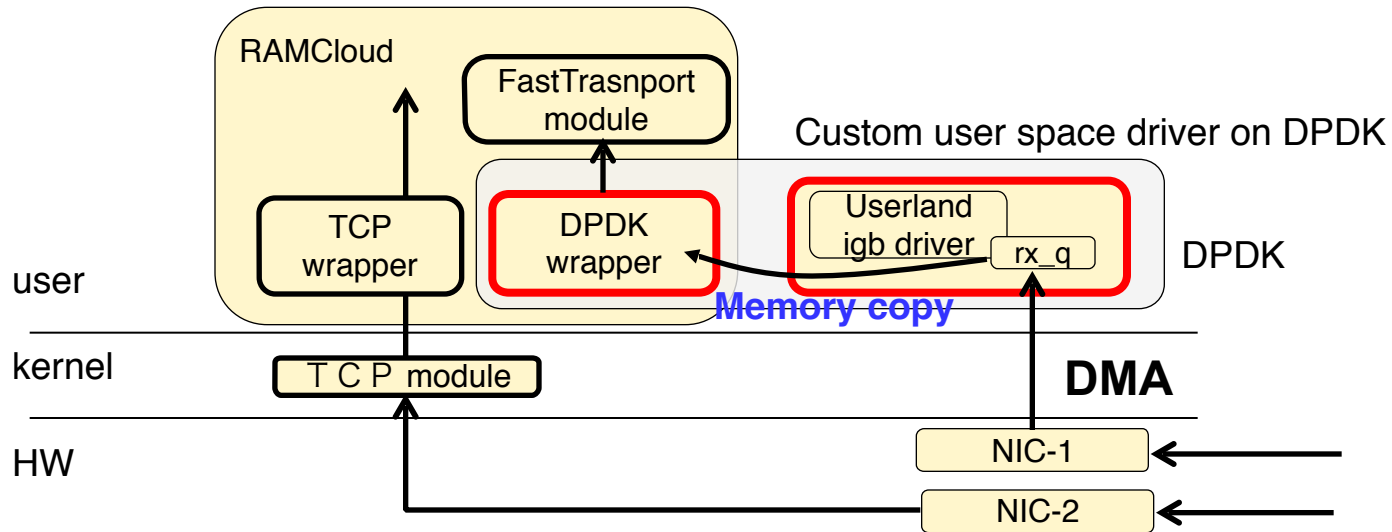 RAMCloud
FastTrasnport
module
Custom user space driver on DPDK
TCP
wrapper
DPDK
wrapper
Userland
igb driver
rx_q
DPDK
user
Memory copy
kernel
ＴＣＰ module
DMA
HW
NIC-1
NIC-2